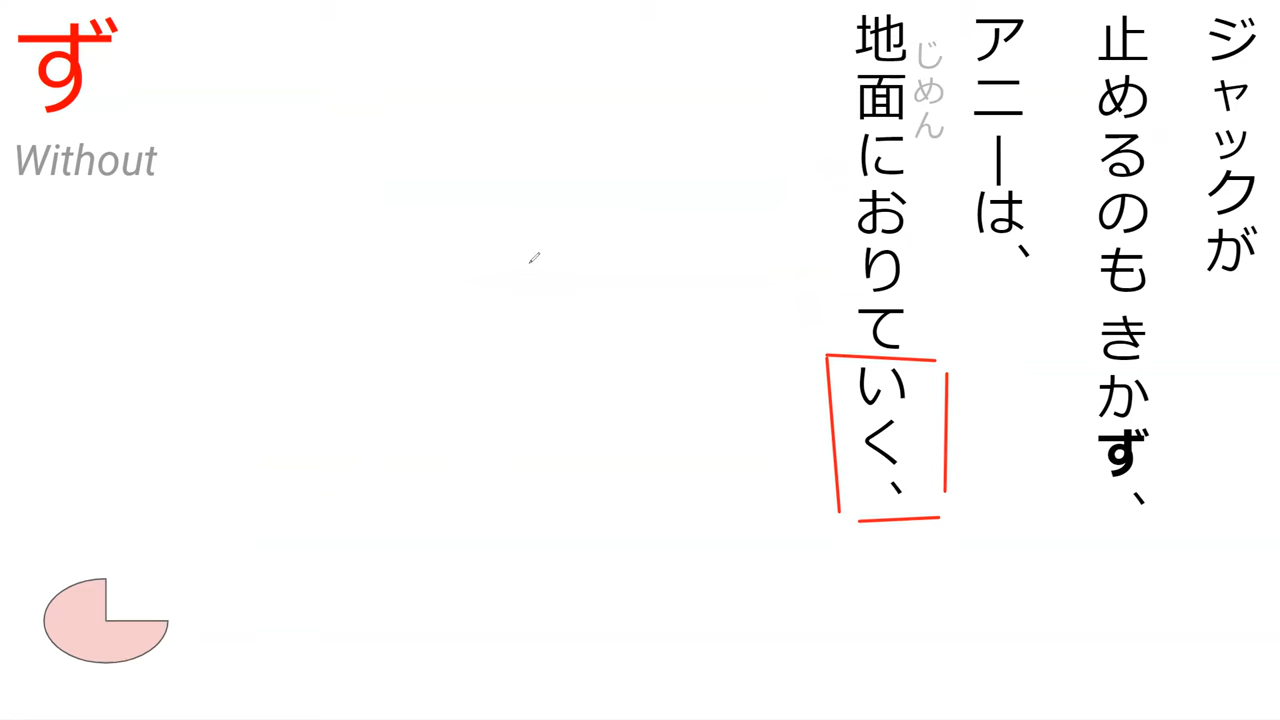 ず
Without
ジャックが
止めるのもきかず、
アニーは、
地面におりていく、
じめん